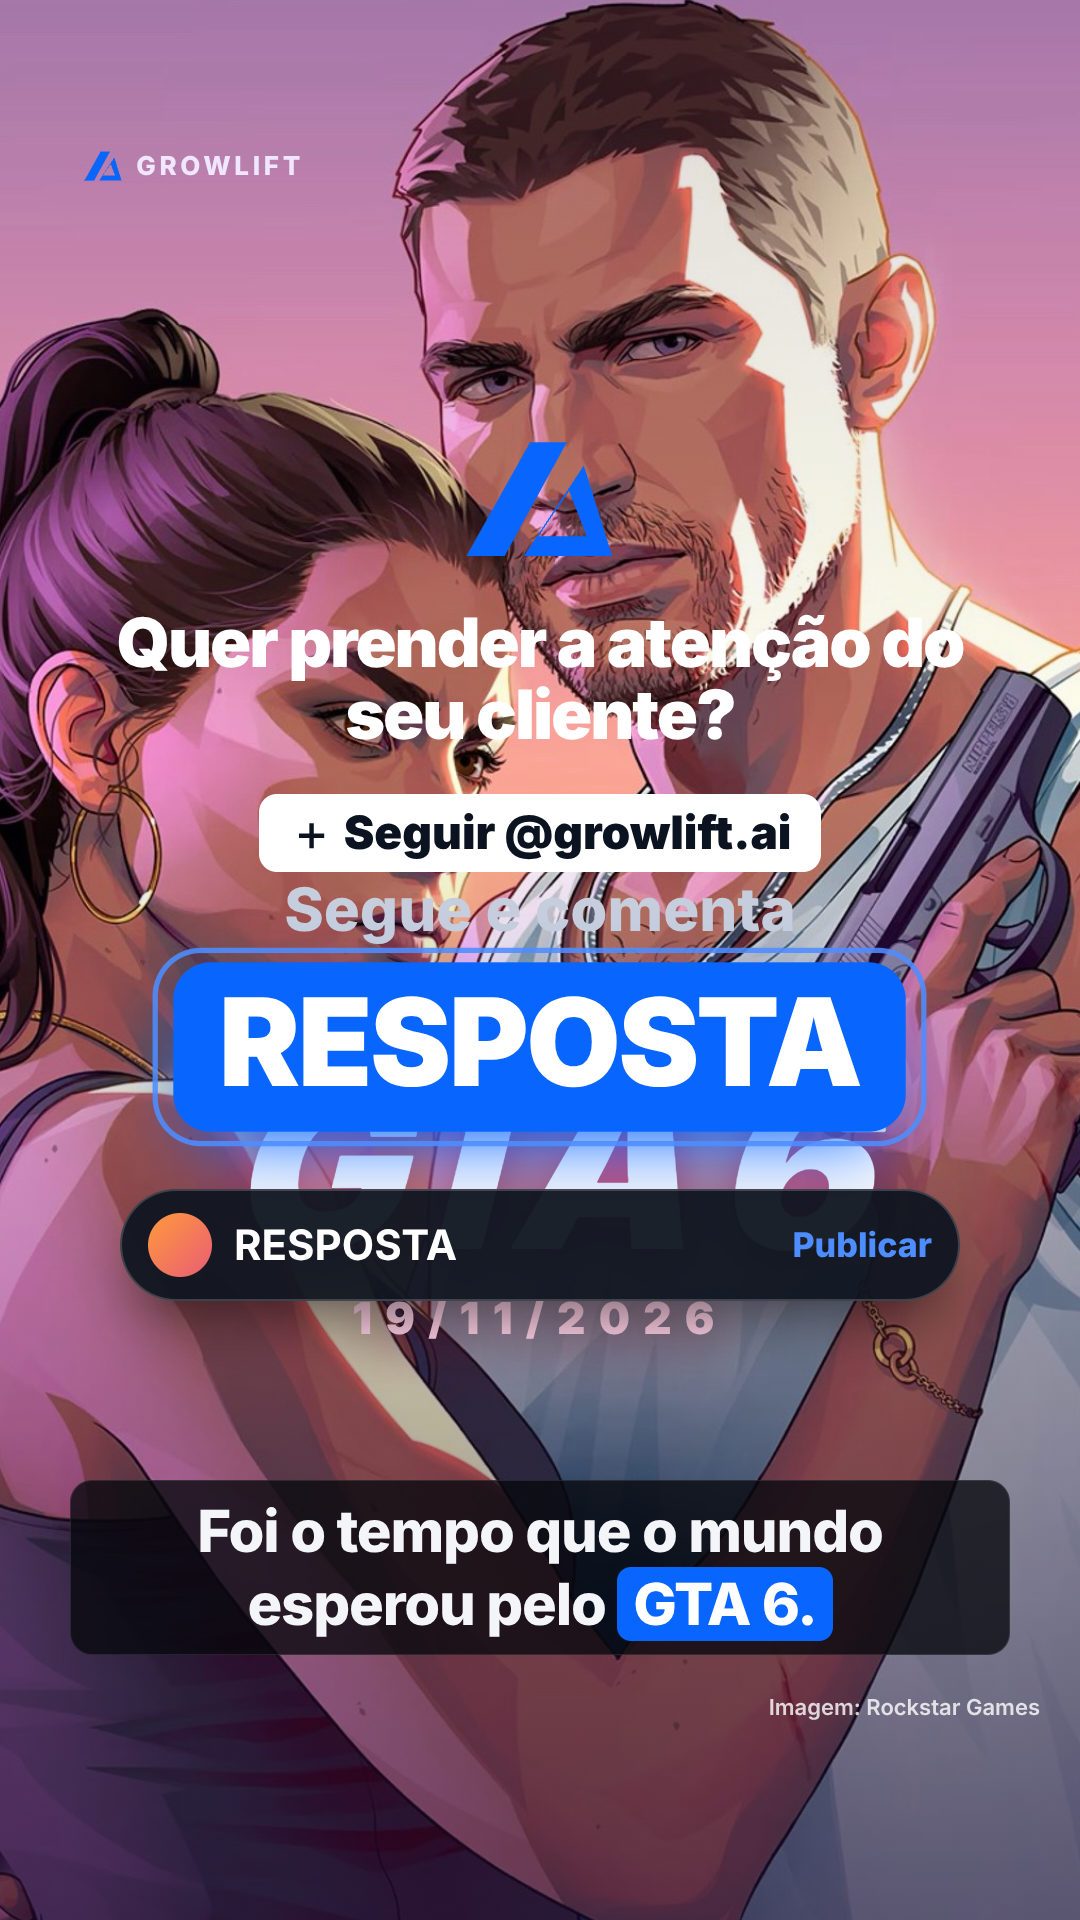 GROWLIFT
Quer prender a atenção do
seu cliente?
+ Seguir @growlift.ai
Segue e comenta
RESPOSTA
GTA 6
RESPOSTA
Publicar
19/11/2026
Foi o tempo que o mundo
esperou pelo GTA 6.
Imagem: Rockstar Games